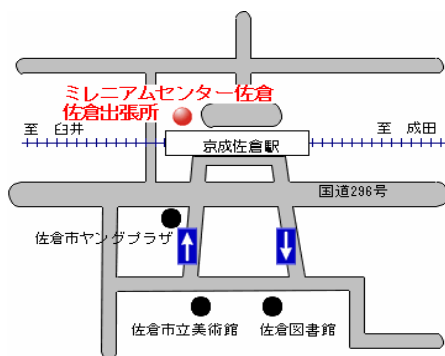 ミレニアムセンター佐倉
佐倉出張所
至 臼井
至 成田
京成佐倉駅
国道296号
佐倉市ヤングプラザ
佐倉市立美術館
佐倉図書館